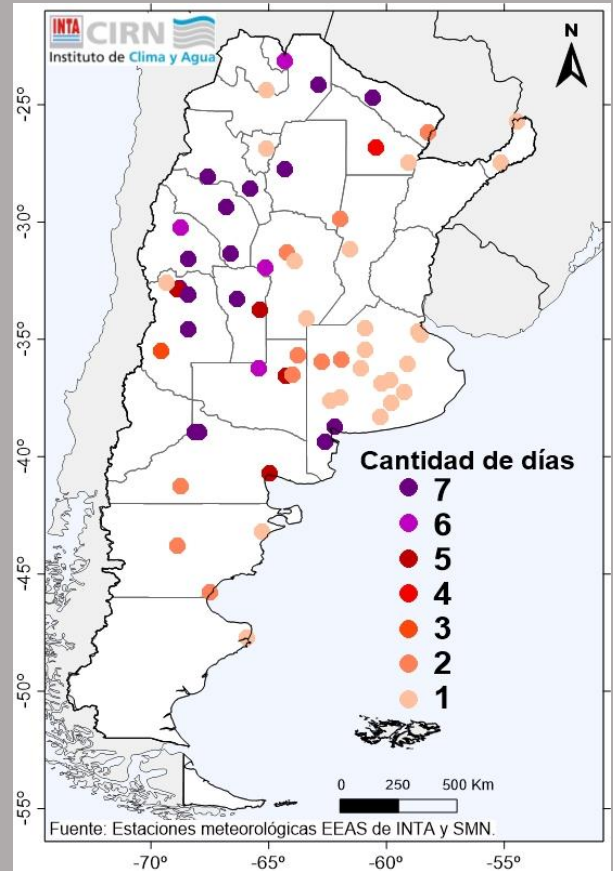 INTA CIRN
Instituto de Clima y Agua
N
-25°
-30°
-35°
-40°
-45°
-50°
-55°
Cantidad de días
7
6
5
4
3
2
1
0 250 500 Km
Fuente: Estaciones meteorológicas EEAS de INTA y SMN.
-70° -65° -60° -55°